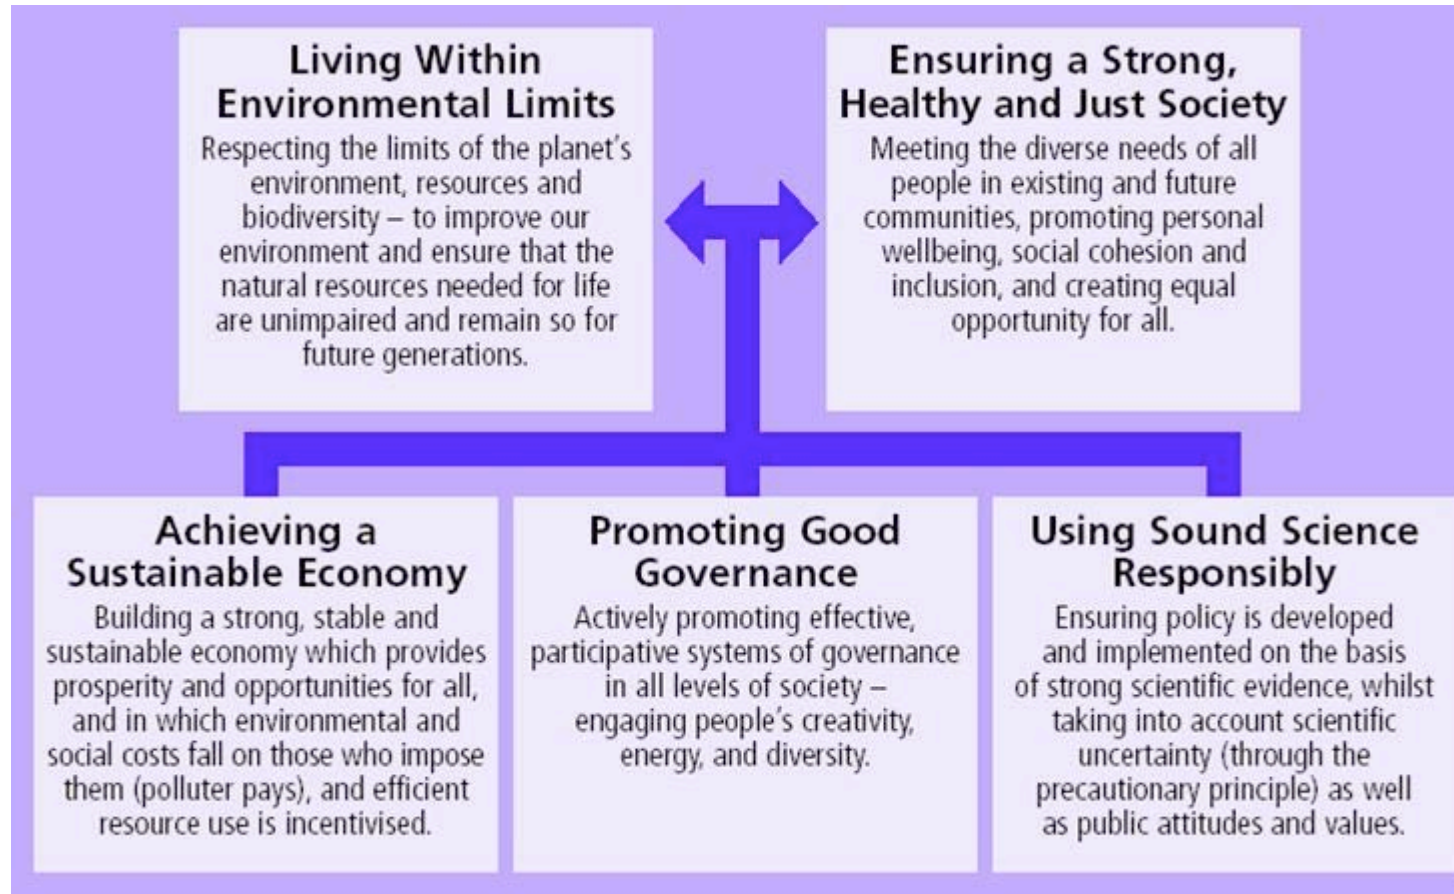 Living Within
Environmental Limits
Respecting the limits of the planet's
environment, resources and
biodiversity – to improve our
environment and ensure that the
natural resources needed for life
are unimpaired and remain so for
future generations.
Ensuring a Strong,
Healthy and Just Society
Meeting the diverse needs of all
people in existing and future
communities, promoting personal
wellbeing, social cohesion and
inclusion, and creating equal
opportunity for all.
Achieving a
Sustainable Economy
Building a strong, stable and
sustainable economy which provides
prosperity and opportunities for all,
and in which environmental and
social costs fall on those who impose
them (polluter pays), and efficient
resource use is incentivised.
Promoting Good
Governance
Actively promoting effective,
participative systems of governance
in all levels of society –
engaging people's creativity,
energy, and diversity.
Using Sound Science
Responsibly
Ensuring policy is developed
and implemented on the basis
of strong scientific evidence, whilst
taking into account scientific
uncertainty (through the
precautionary principle) as well
as public attitudes and values.